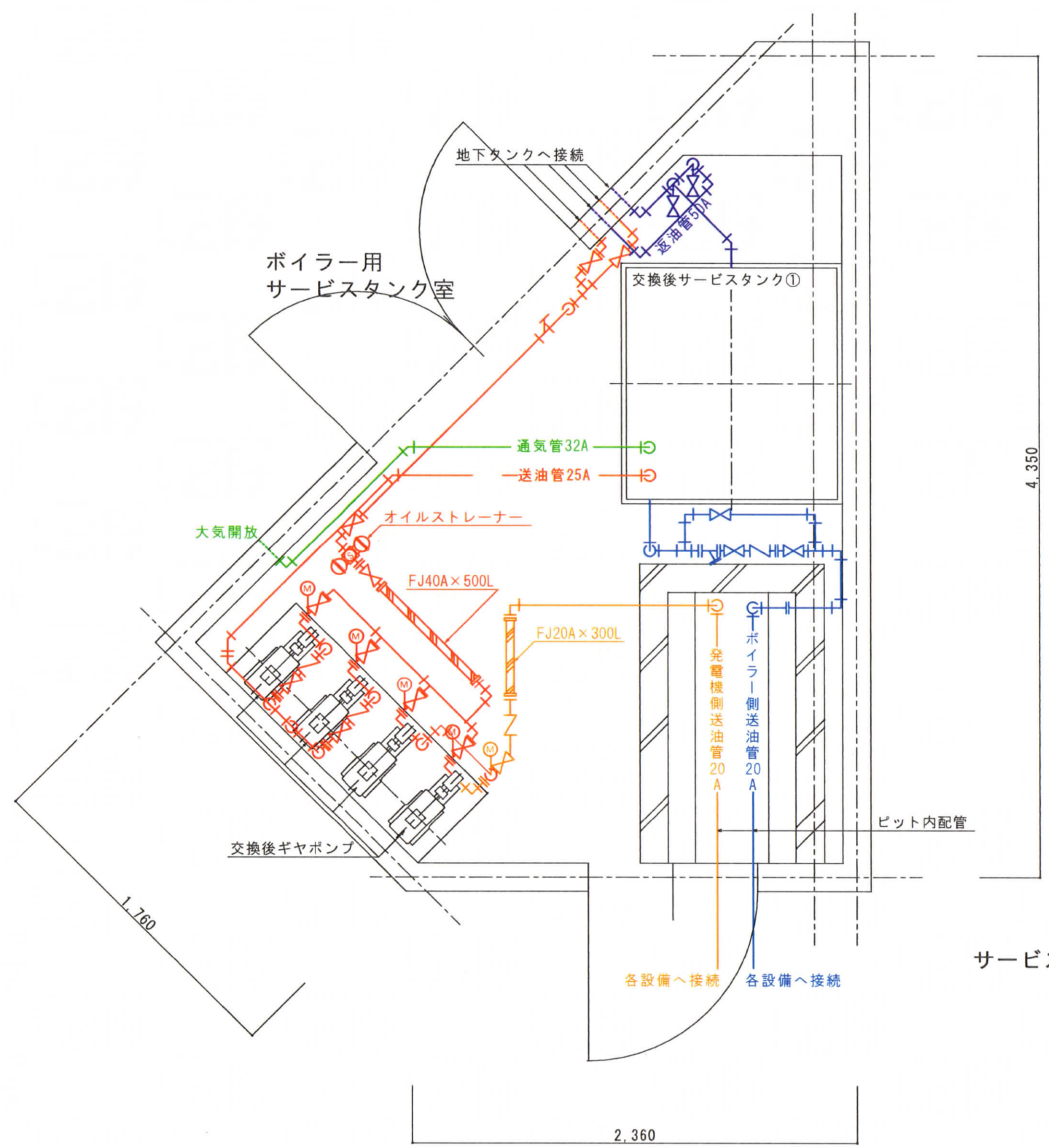 地下タンクへ接続
返油管50A
ボイラー用
サービスタンク室
交換後サービスタンク①
通気管32A
送油管25A
4,350
大気開放
オイルストレーナー
S
FJ40A×500L
M
M
M
M
M
FJ20A×300L
発電機側送油管20A
ボイラー側送油管20A
ピット内配管
交換後ギヤポンプ
1,760
サービス
各設備へ接続
各設備へ接続
2,360